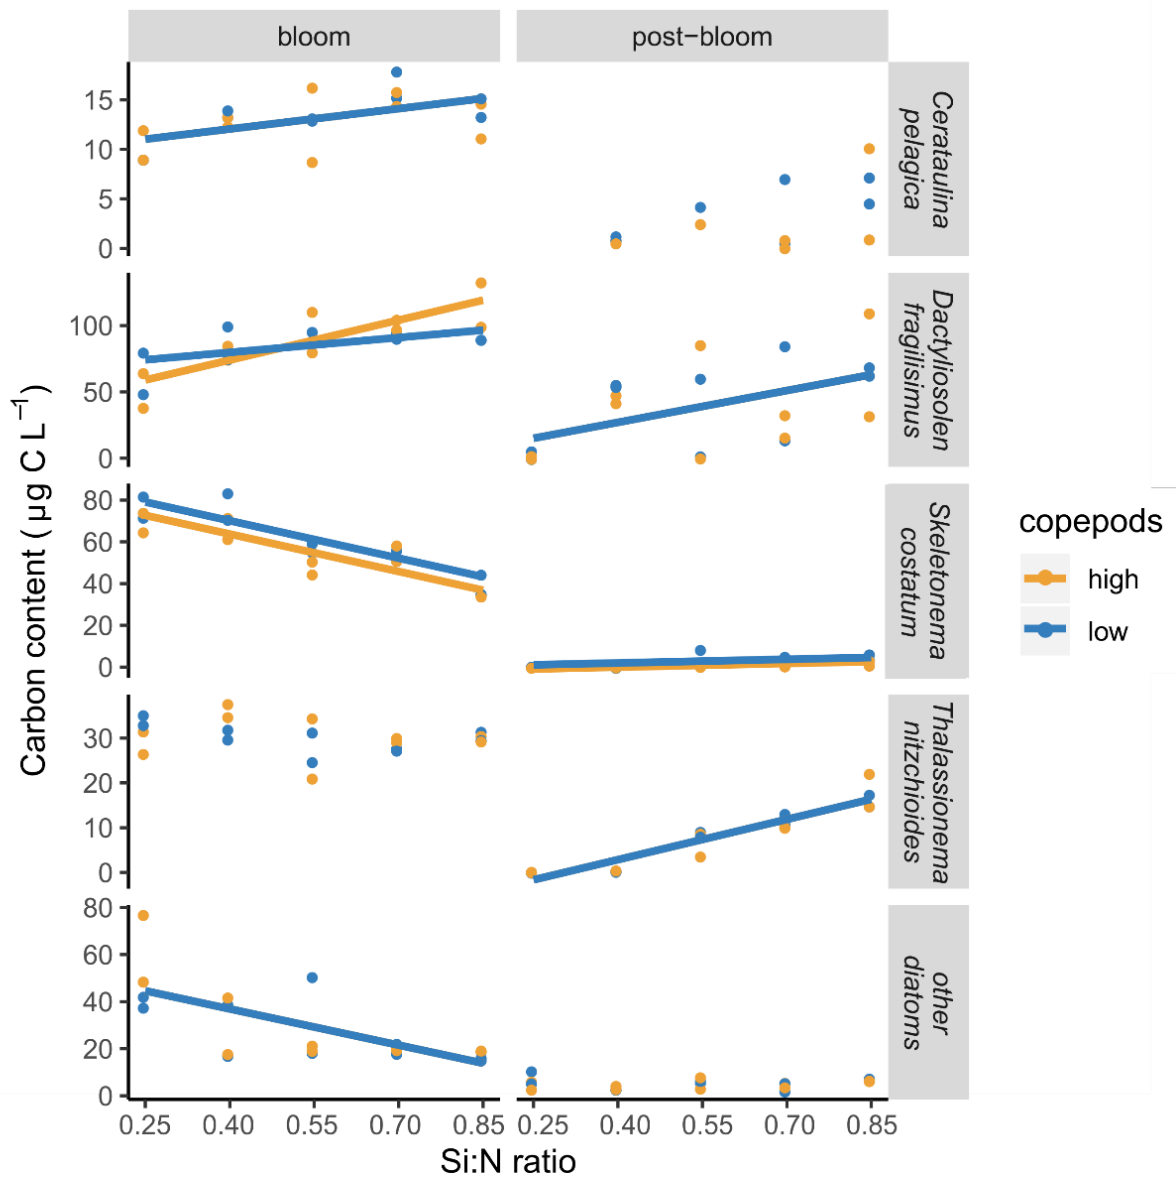 bloom
post−bloom
Carbon content ( µg C L⁻¹)
15
10
5
0
Cerataulina
pelagica
100
50
0
Dactyliosolen
fragilisimus
80
60
40
20
0
Skeletonema
costatum
30
20
10
0
Thalassionema
nitzchioides
80
60
40
20
0
other
diatoms
0.25 0.40 0.55 0.70 0.85
0.25 0.40 0.55 0.70 0.85
Si:N ratio
copepods
high
low